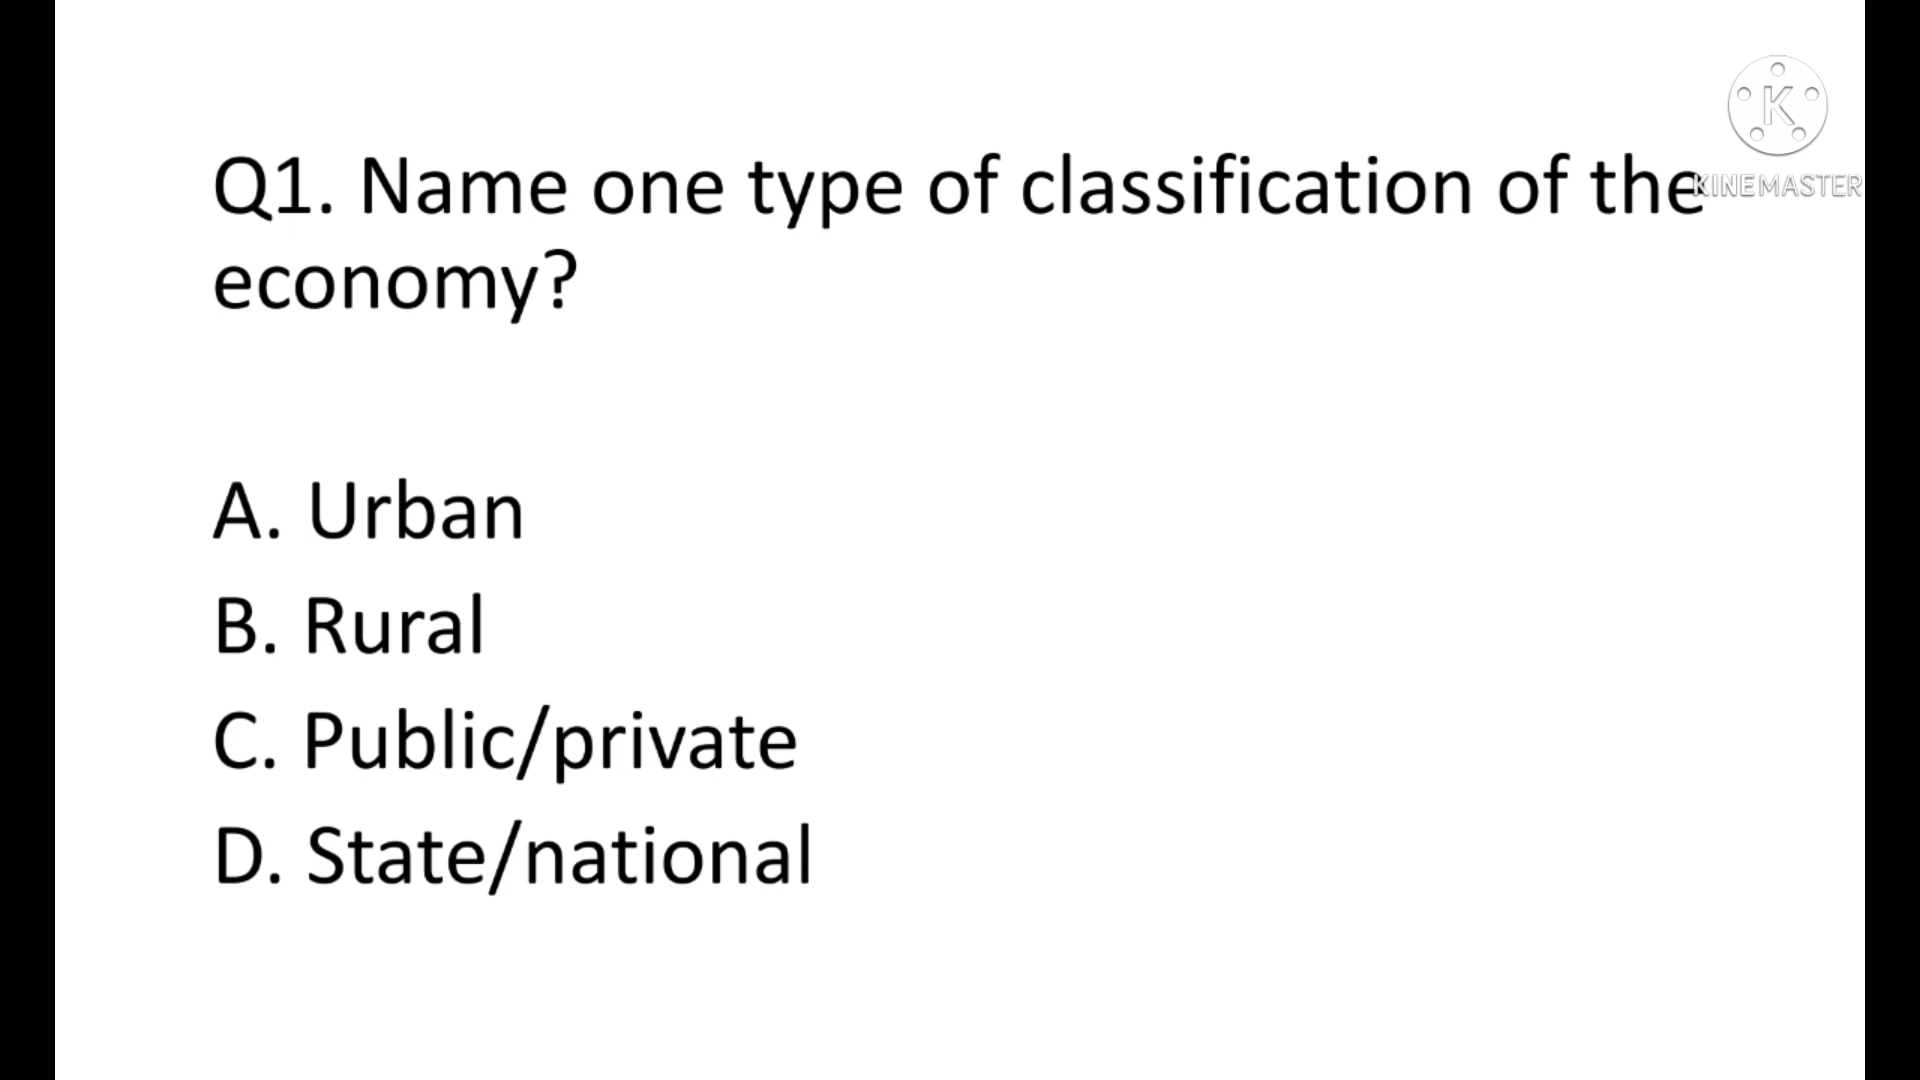 K
KINEMASTER
Q1. Name one type of classification of the
economy?
A. Urban
B. Rural
C. Public/private
D. State/national